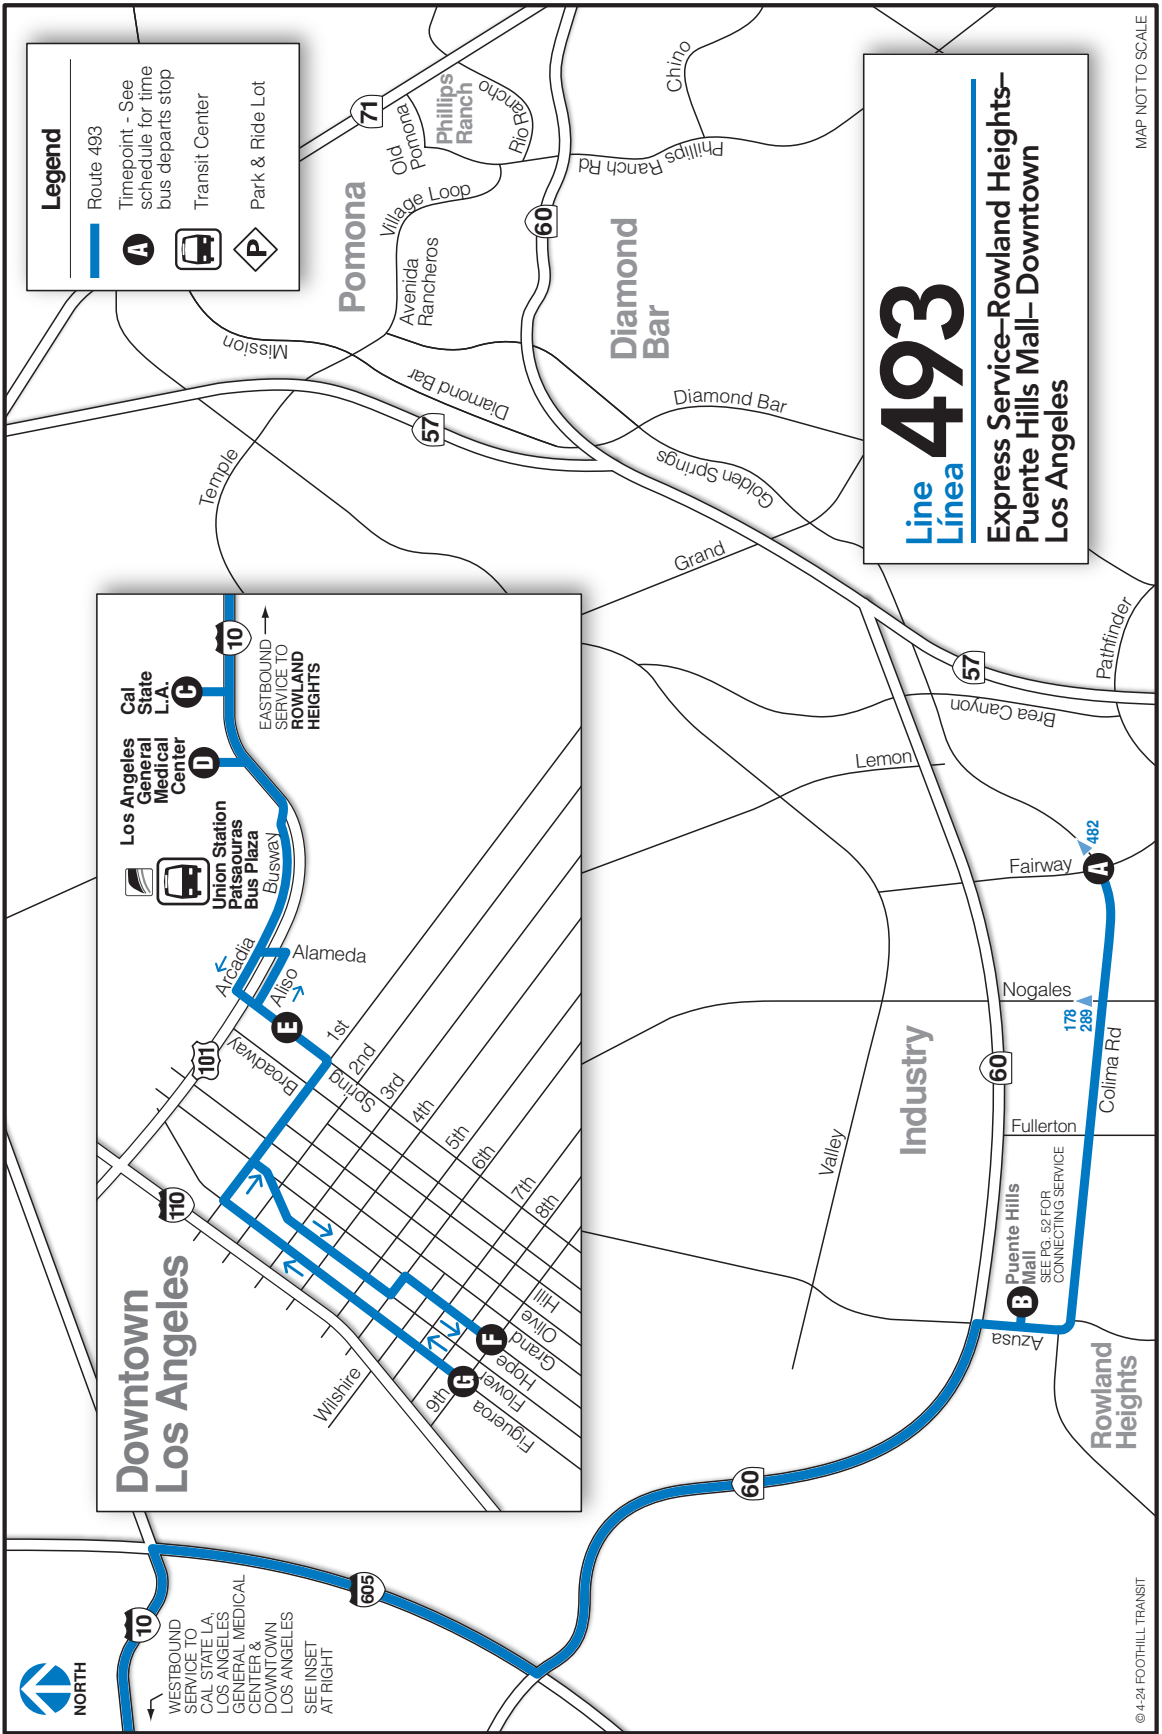 Legend
Route 493
A
Timepoint - See
schedule for time
bus departs stop
Transit Center
P
Park & Ride Lot
NORTH
10
WESTBOUND
SERVICE TO
CAL STATE LA,
LOS ANGELES
GENERAL MEDICAL
CENTER &
DOWNTOWN
LOS ANGELES
SEE INSET
AT RIGHT
605
60
Downtown
Los Angeles
110
101
Wilshire
9th
Figueroa
Flower
Hope
Grand
Olive
Hill
G
F
8th
7th
6th
5th
4th
3rd
2nd
1st
Spring
Broadway
E
Arcadia
Aliso
Alameda
Busway
Union Station
Patsaouras
Bus Plaza
Los Angeles
General
Medical
Center
D
Cal
State
L.A.
C
10
EASTBOUND
SERVICE TO
ROWLAND
HEIGHTS
Temple
Mission
57
Diamond Bar
Pomona
Avenida
Rancheros
Village Loop
Old
Pomona
71
Phillips
Ranch
Rio Rancho
60
Phillips Ranch Rd
Chino
Diamond
Bar
Diamond Bar
Golden Springs
Grand
57
Brea Canyon
Pathfinder
Lemon
Fairway
A
482
Nogales
178
289
Colima Rd
Fullerton
60
Industry
Valley
B
Puente Hills
Mall
SEE PG. 52 FOR
CONNECTING SERVICE
Azusa
Rowland
Heights
Line
Línea
493
Express Service–Rowland Heights–
Puente Hills Mall– Downtown
Los Angeles
© 4-24 FOOTHILL TRANSIT
MAP NOT TO SCALE